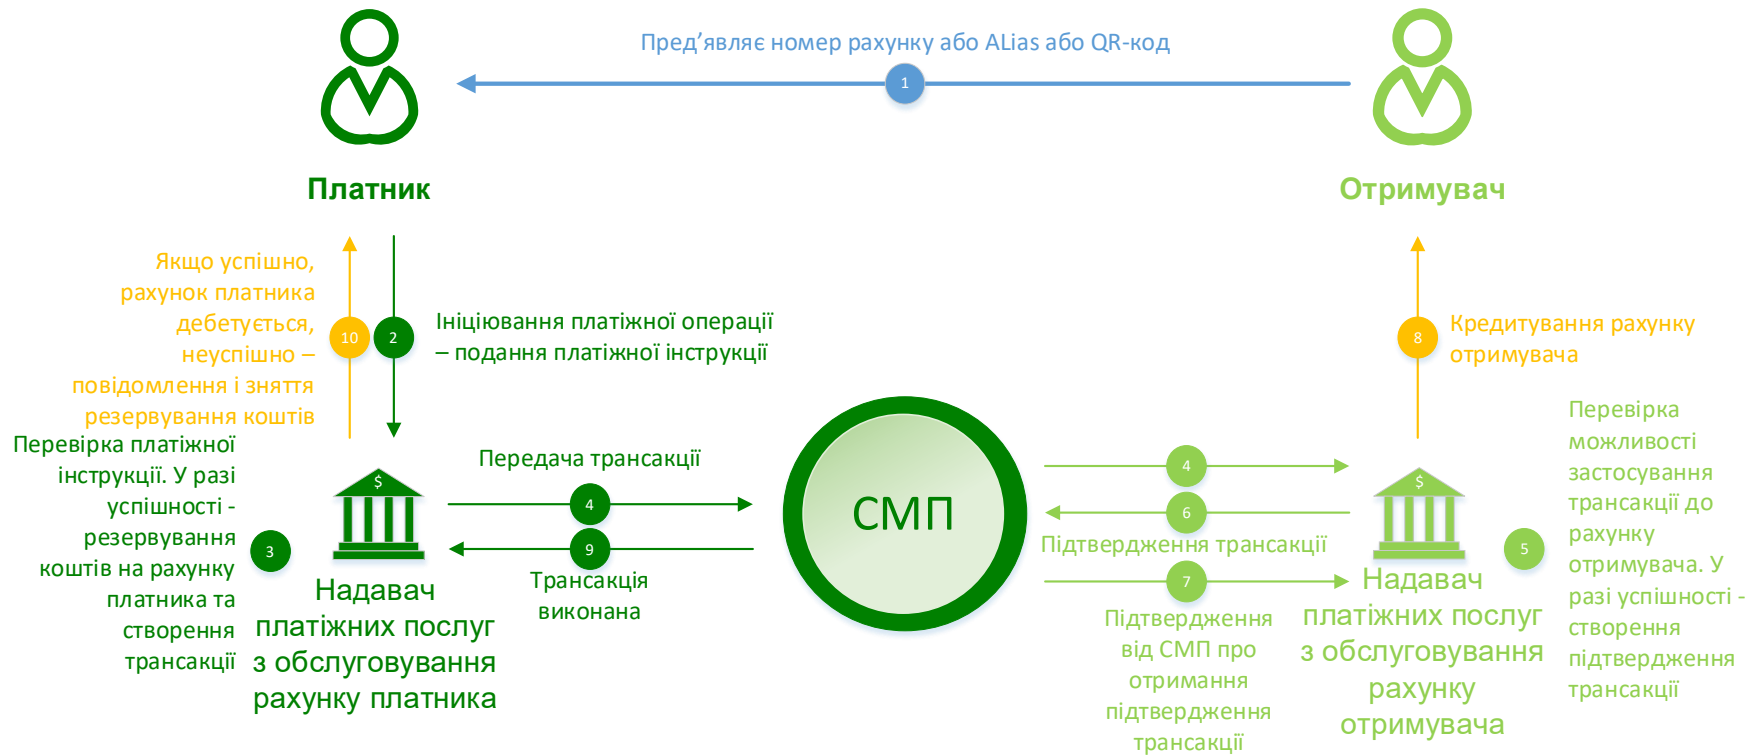 Пред’являє номер рахунку або ALias або QR-код
1
Платник
Отримувач
Якщо успішно,
рахунок платника
дебетується,
неуспішно –
повідомлення і зняття
резервування коштів
10
2
Ініціювання платіжної операції
– подання платіжної інструкції
8
Кредитування рахунку
отримувача
Перевірка платіжної
інструкції. У разі
успішності -
резервування
коштів на рахунку
платника та
створення
трансакції
3
$
Надавач
платіжних послуг
з обслуговування
рахунку платника
Передача трансакції
4
9
Трансакція
виконана
СМП
4
6
Підтвердження трансакції
7
Підтвердження
від СМП про
отримання
підтвердження
трансакції
$
Надавач
платіжних послуг
з обслуговування
рахунку
отримувача
5
Перевірка
можливості
застосування
трансакції до
рахунку
отримувача. У
разі успішності -
створення
підтвердження
трансакції